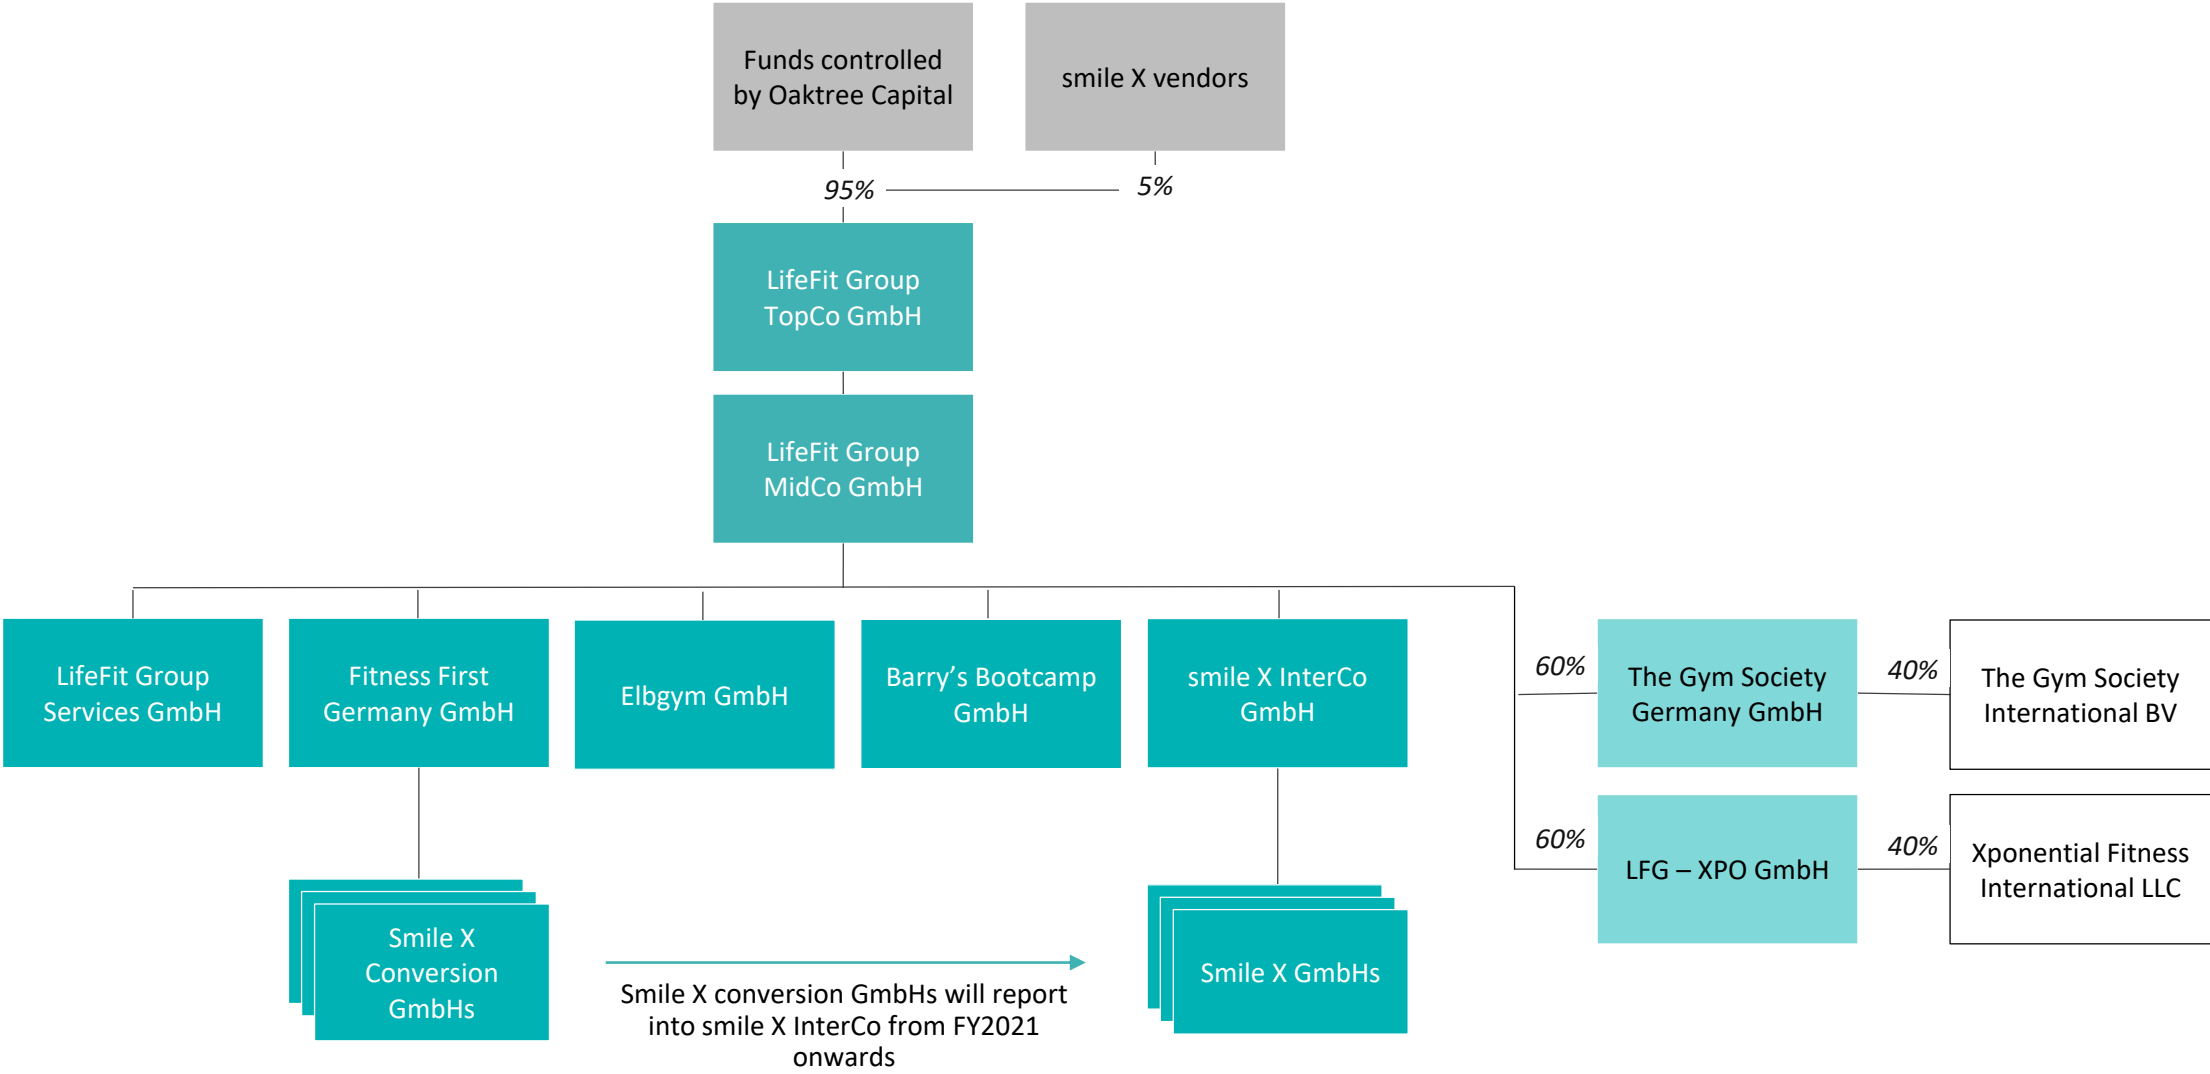 Funds controlled
by Oaktree Capital
smile X vendors
95%
5%
LifeFit Group
TopCo GmbH
LifeFit Group
MidCo GmbH
LifeFit Group
Services GmbH
Fitness First
Germany GmbH
Elbgym GmbH
Barry’s Bootcamp
GmbH
smile X InterCo
GmbH
60%
The Gym Society
Germany GmbH
40%
The Gym Society
International BV
60%
LFG – XPO GmbH
40%
Xponential Fitness
International LLC
Smile X
Conversion
GmbHs
Smile X conversion GmbHs will report
into smile X InterCo from FY2021
onwards
Smile X GmbHs